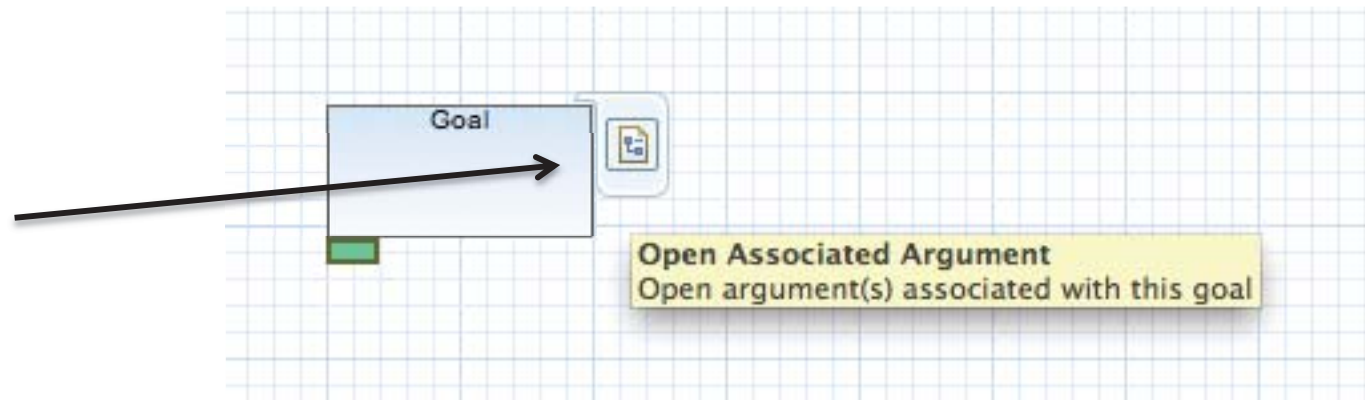 Goal
Open Associated Argument
Open argument(s) associated with this goal